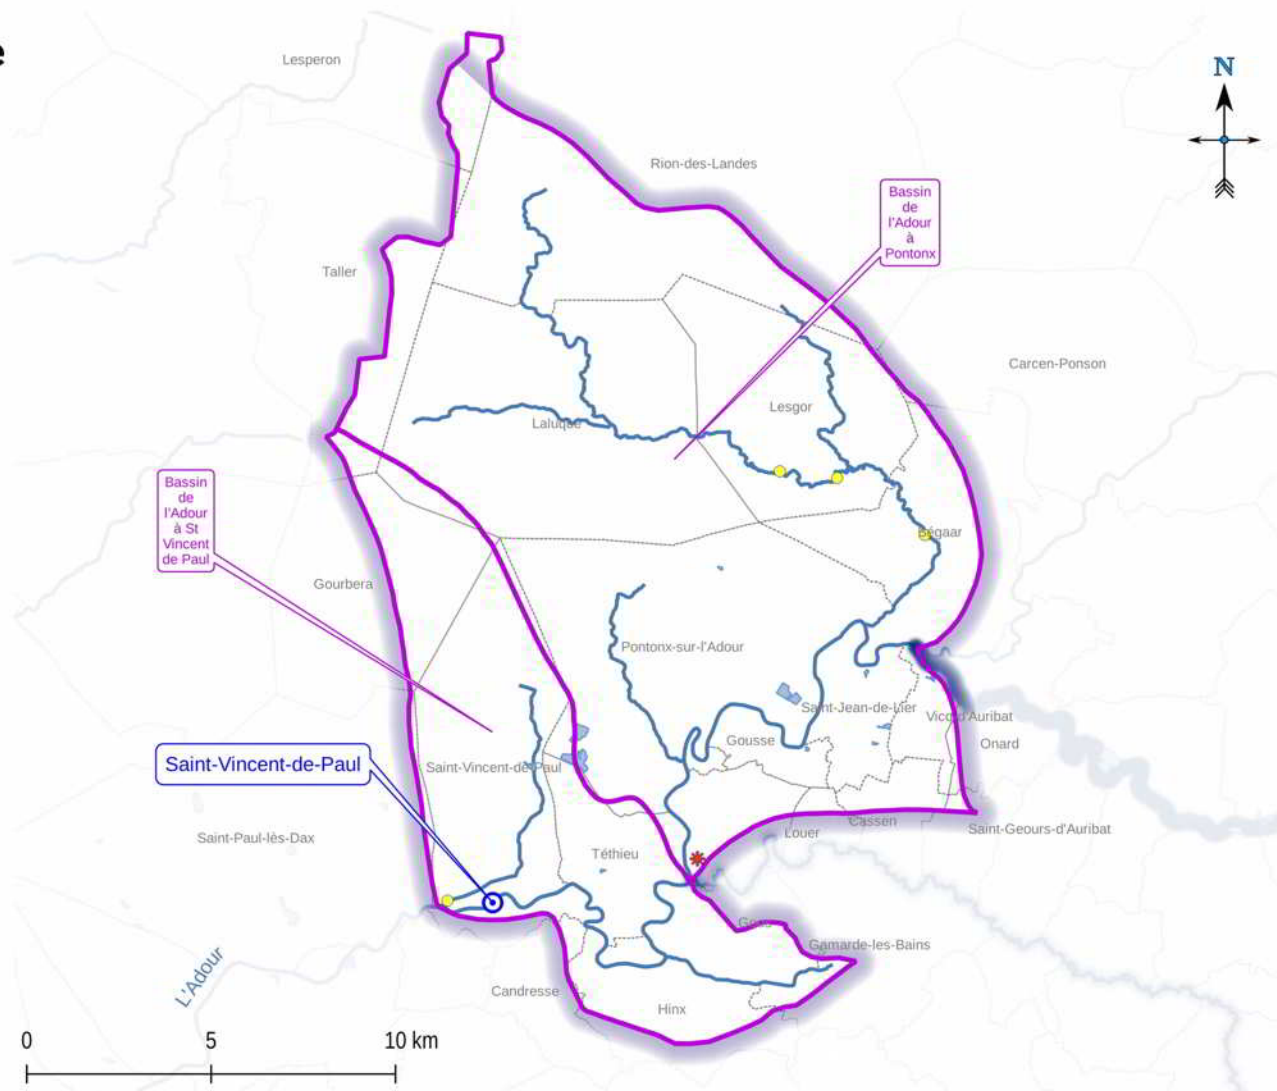 e
Lesperon
N
Rion-des-Landes
Bassin
de
l'Adour
à
Pontonx
Taller
Carcen-Ponson
Lesgor
Laluque
Bassin
de
l'Adour
à St
Vincent
de Paul
Bégaar
Gourbera
Pontonx-sur-l'Adour
Saint-Jean-de-Lier
Vicq-d'Auribat
Gousse
Onard
Saint-Vincent-de-Paul
Saint-Vincent-de-Paul
Cassen
Saint-Geours-d'Auribat
Louer
Saint-Paul-lès-Dax
Téthieu
Goos
Gamarde-les-Bains
L'Adour
Candresse
Hinx
0 5 10 km